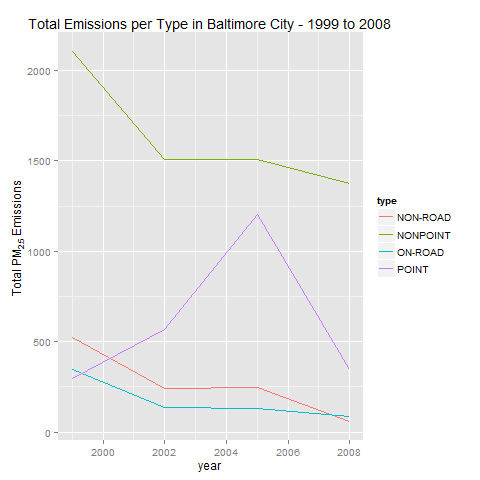 Total Emissions per Type in Baltimore City - 1999 to 2008
2000
1500
1000
500
0
Total PM2.5 Emissions
2000 2002 2004 2006 2008
year
type
NON-ROAD
NONPOINT
ON-ROAD
POINT